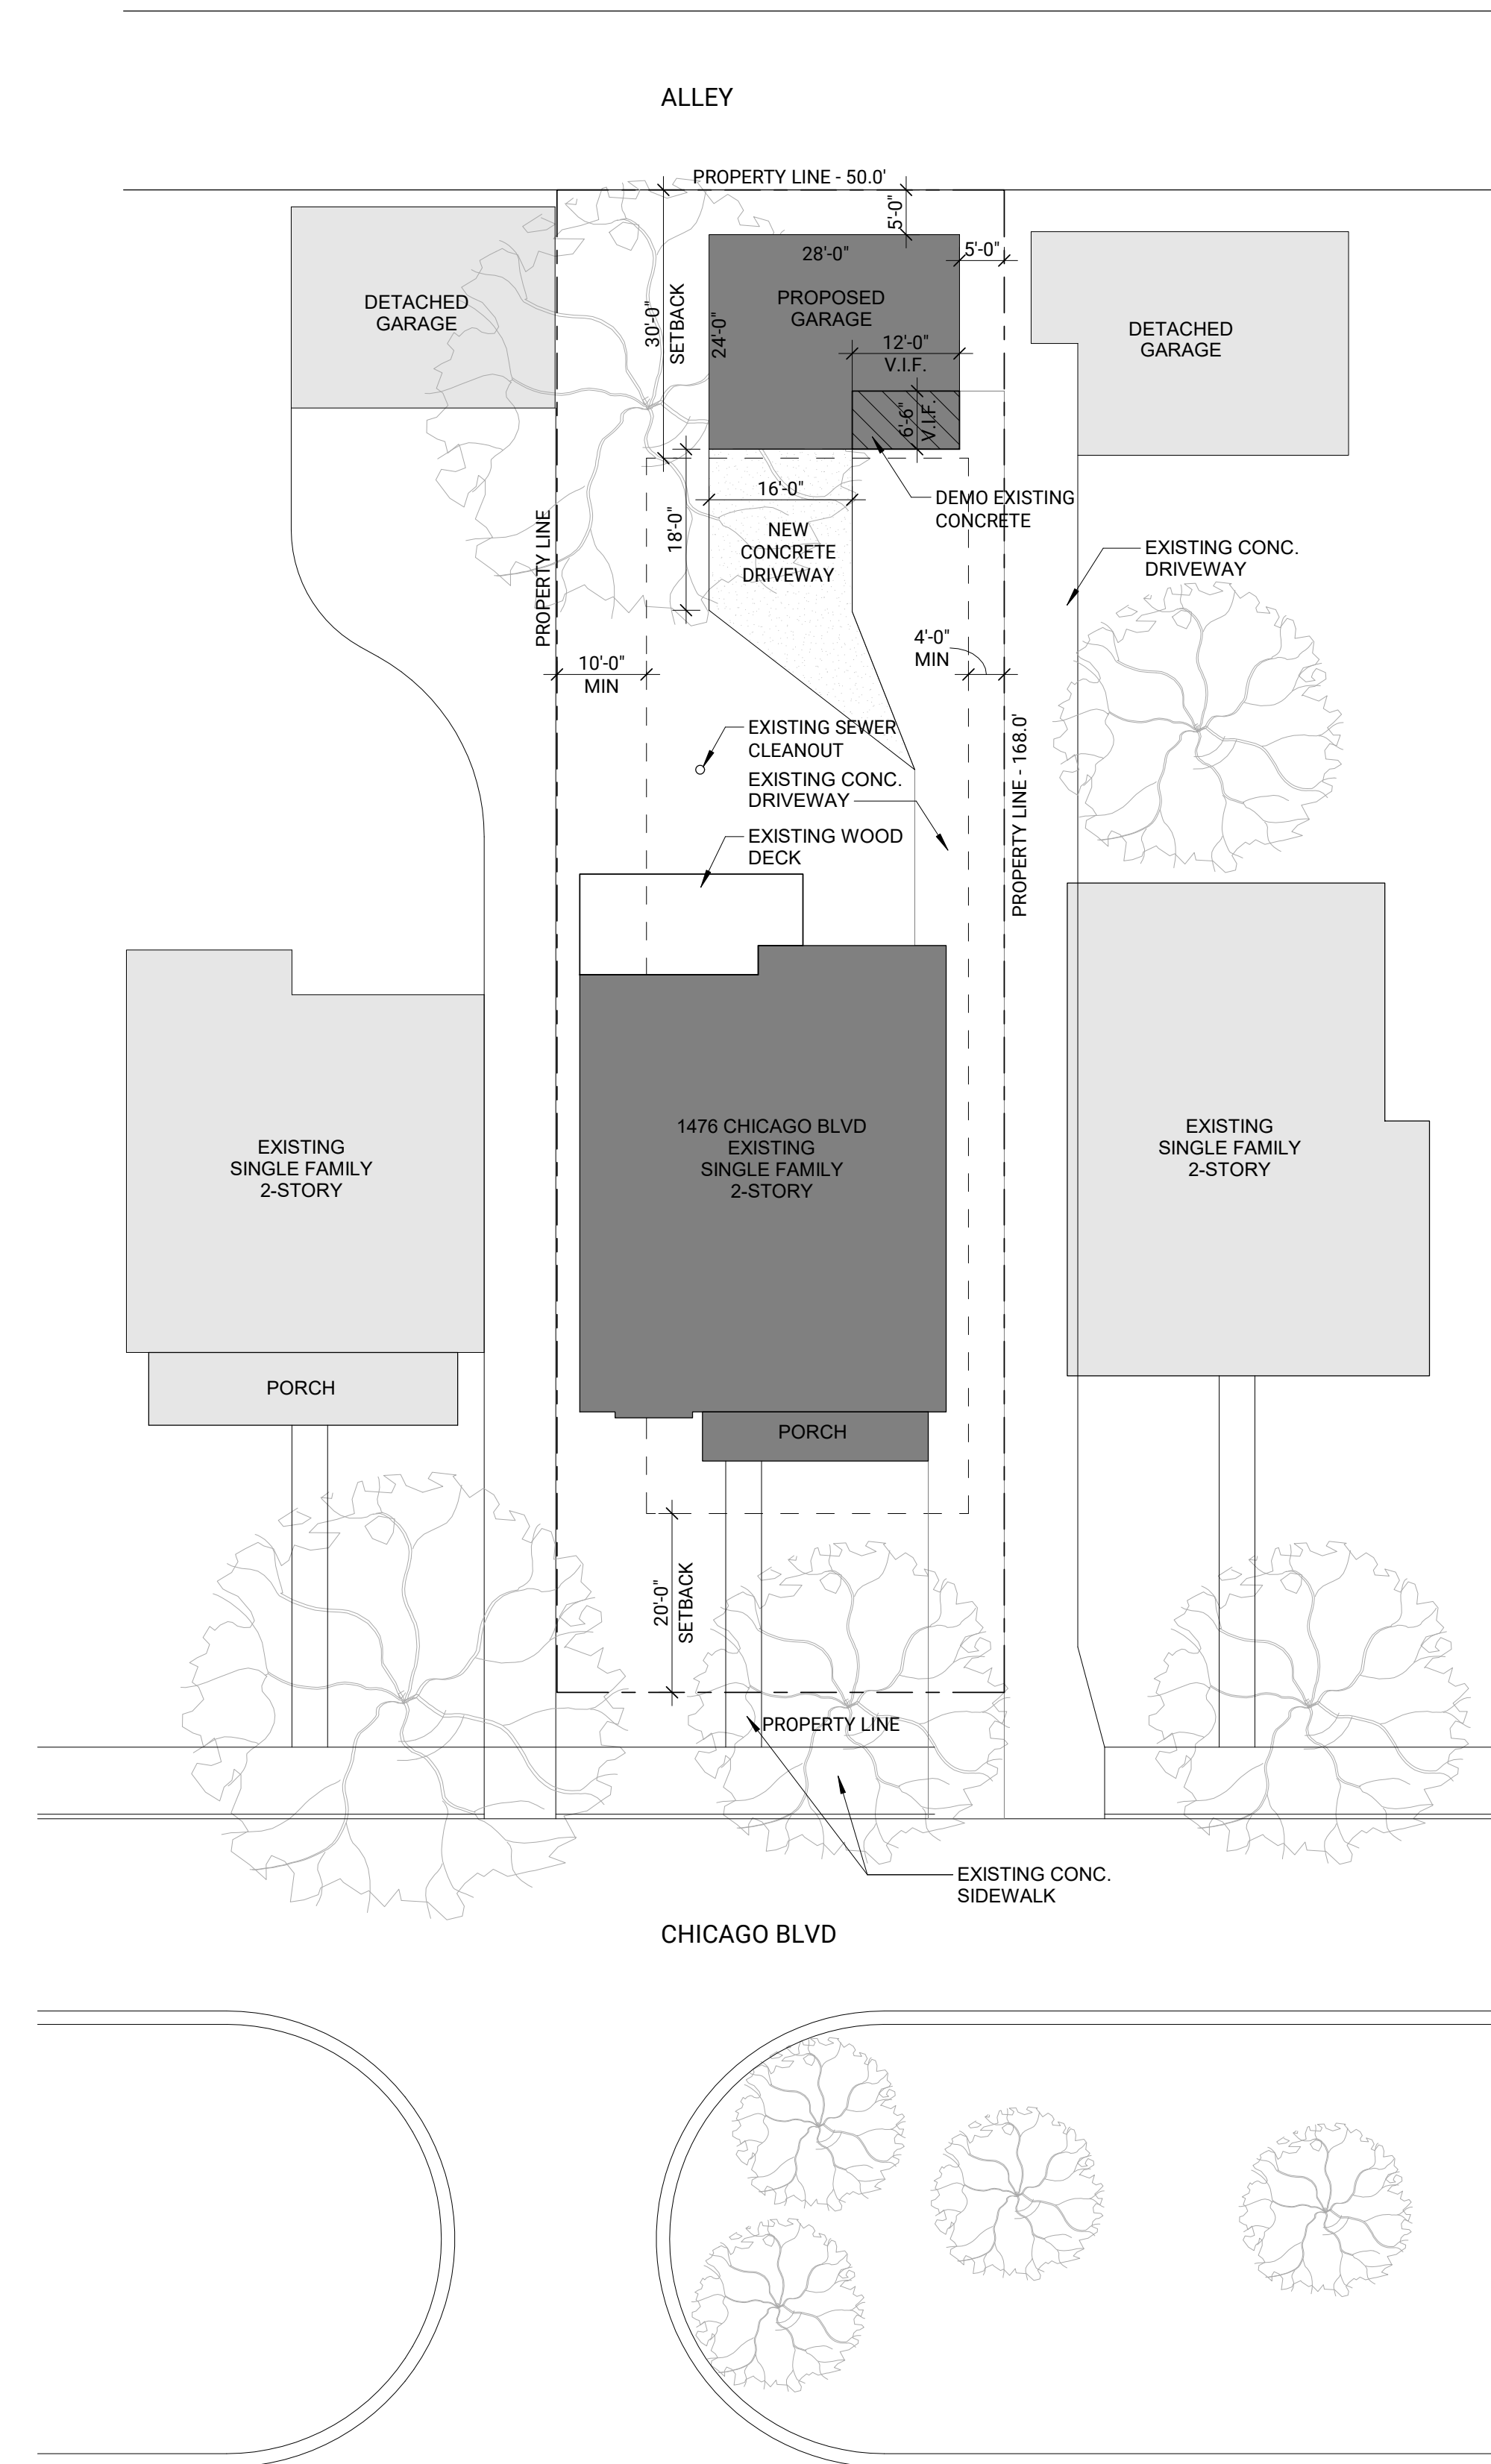 ALLEY
PROPERTY LINE - 50.0'
5'-0"
28'-0"
5'-0"
DETACHED
GARAGE
30'-0"
SETBACK
24'-0"
PROPOSED
GARAGE
12'-0"
V.I.F.
6'-6"
V.I.F.
DETACHED
GARAGE
16'-0"
DEMO EXISTING
CONCRETE
18'-0"
NEW
CONCRETE
DRIVEWAY
PROPERTY LINE
EXISTING CONC.
DRIVEWAY
10'-0"
MIN
4'-0"
MIN
EXISTING SEWER
CLEANOUT
EXISTING CONC.
DRIVEWAY
PROPERTY LINE - 168.0'
EXISTING WOOD
DECK
EXISTING
SINGLE FAMILY
2-STORY
1476 CHICAGO BLVD
EXISTING
SINGLE FAMILY
2-STORY
EXISTING
SINGLE FAMILY
2-STORY
PORCH
PORCH
20'-0"
SETBACK
PROPERTY LINE
EXISTING CONC.
SIDEWALK
CHICAGO BLVD